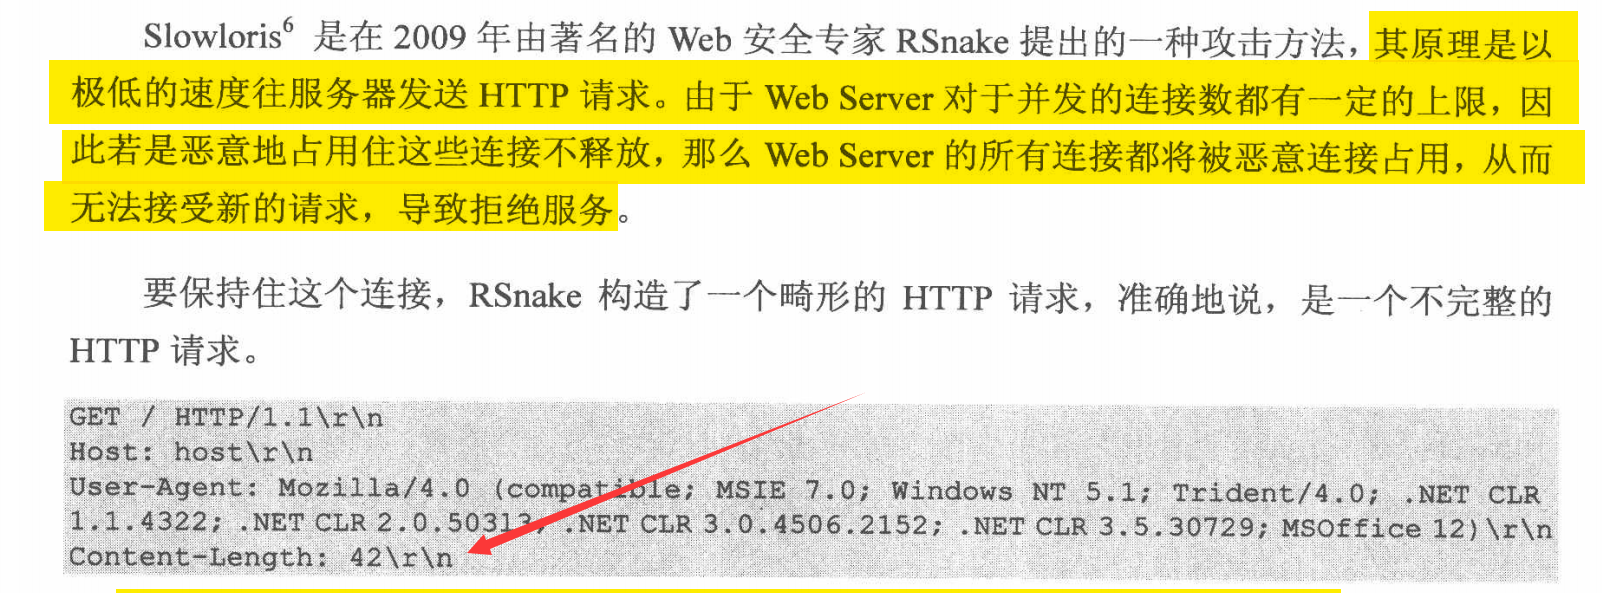 Slowloris6 是在 2009 年由著名的 Web 安全专家 RSnake 提出的一种攻击方法，其原理是以
极低的速度往服务器发送 HTTP 请求。由于 Web Server 对于并发的连接数都有一定的上限，因
此若是恶意地占用住这些连接不释放，那么 Web Server 的所有连接都将被恶意连接占用，从而
无法接受新的请求，导致拒绝服务。
要保持住这个连接，RSnake 构造了一个畸形的 HTTP 请求，准确地说，是一个不完整的
HTTP 请求。
GET / HTTP/1.1\r\n
Host: host\r\n
User-Agent: Mozilla/4.0 (compatible; MSIE 7.0; Windows NT 5.1; Trident/4.0; .NET CLR
1.1.4322; .NET CLR 2.0.50313; .NET CLR 3.0.4506.2152; .NET CLR 3.5.30729; MSOffice 12)\r\n
Content-Length: 42\r\n